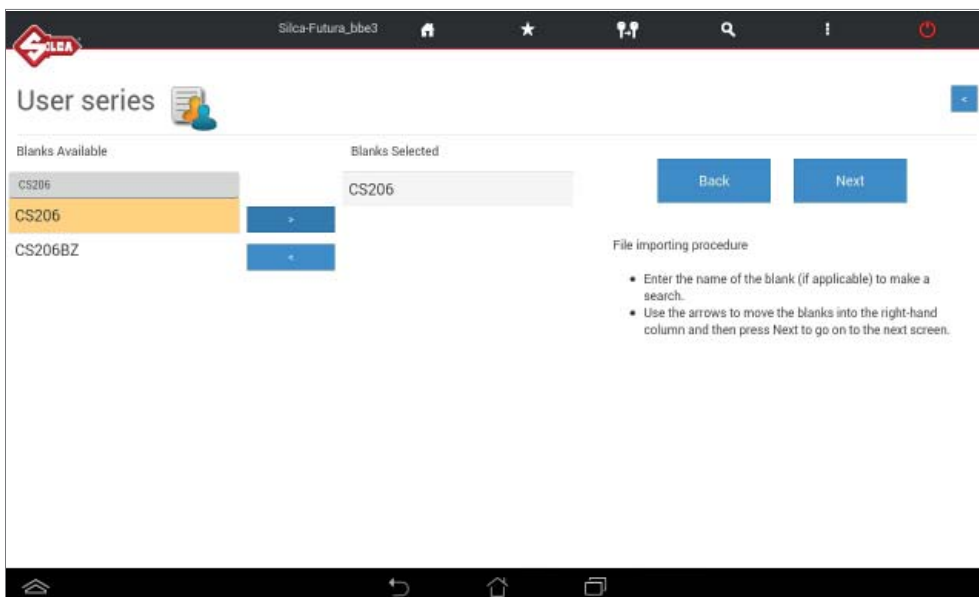 SILCA
Silca-Futura_bbe3
User series
<
Blanks Available
Blanks Selected
CS206
CS206
CS206BZ
>
<
CS206
Back
Next
File importing procedure
• Enter the name of the blank (if applicable) to make a
search.
• Use the arrows to move the blanks into the right-hand
column and then press Next to go on to the next screen.